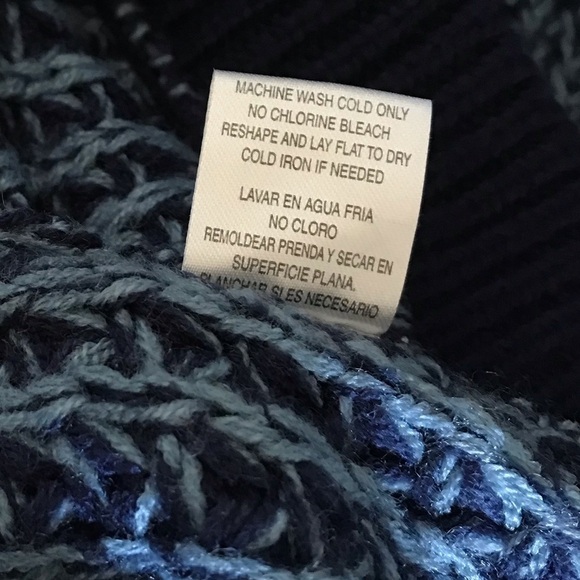 MACHINE WASH COLD ONLY
NO CHLORINE BLEACH
RESHAPE AND LAY FLAT TO DRY
COLD IRON IF NEEDED
LAVAR EN AGUA FRIA
NO CLORO
REMOLDEAR PRENDA Y SECAR EN
SUPERFICIE PLANA.
PLANCHAR SI ES NECESARIO